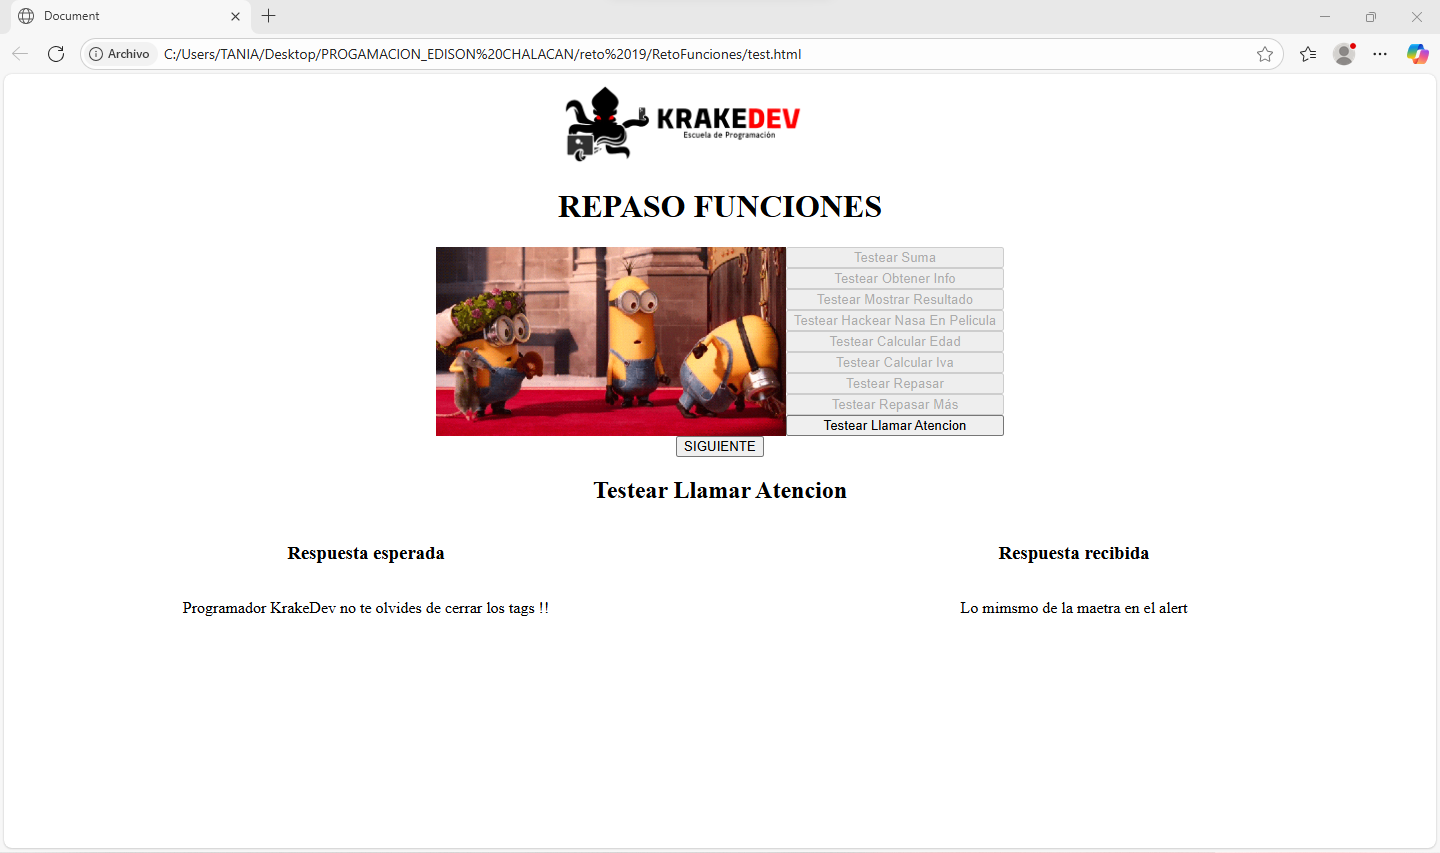 Document
Archivo
C:/Users/TANIA/Desktop/PROGAMACION_EDISON%20CHALACAN/reto%2019/RetoFunciones/test.html
KRAKEDEV
Escuela de Programación
REPASO FUNCIONES
Testear Suma
Testear Obtener Info
Testear Mostrar Resultado
Testear Hackear Nasa En Pelicula
Testear Calcular Edad
Testear Calcular Iva
Testear Repasar
Testear Repasar Más
Testear Llamar Atencion
SIGUIENTE
Testear Llamar Atencion
Respuesta esperada
Respuesta recibida
Programador KrakeDev no te olvides de cerrar los tags !!
Lo mimsmo de la maetra en el alert